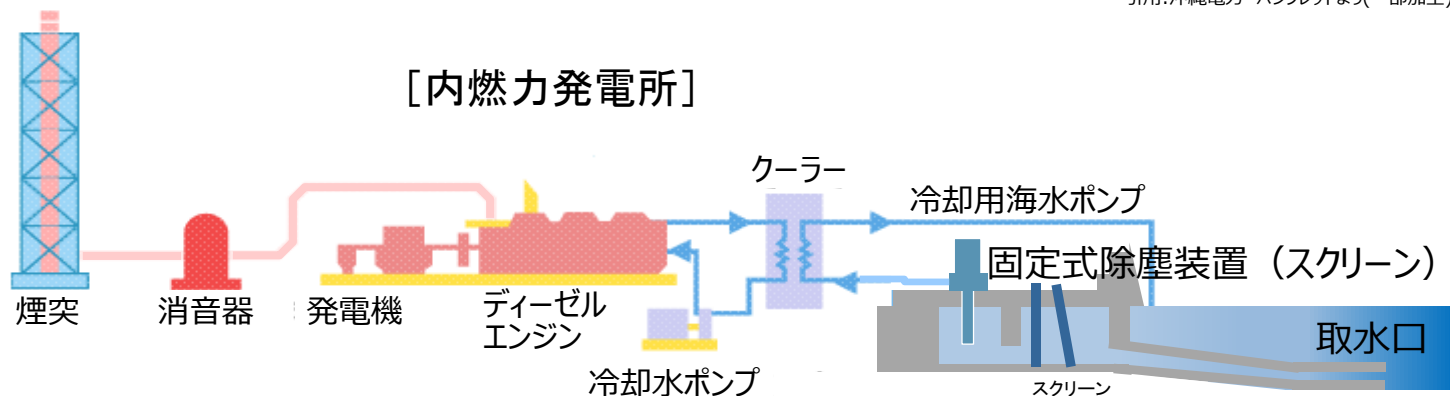 [内燃力発電所]
クーラー
冷却用海水ポンプ
固定式除塵装置（スクリーン）
煙突
消音器
発電機
ディーゼル
エンジン
取水口
冷却水ポンプ
スクリーン